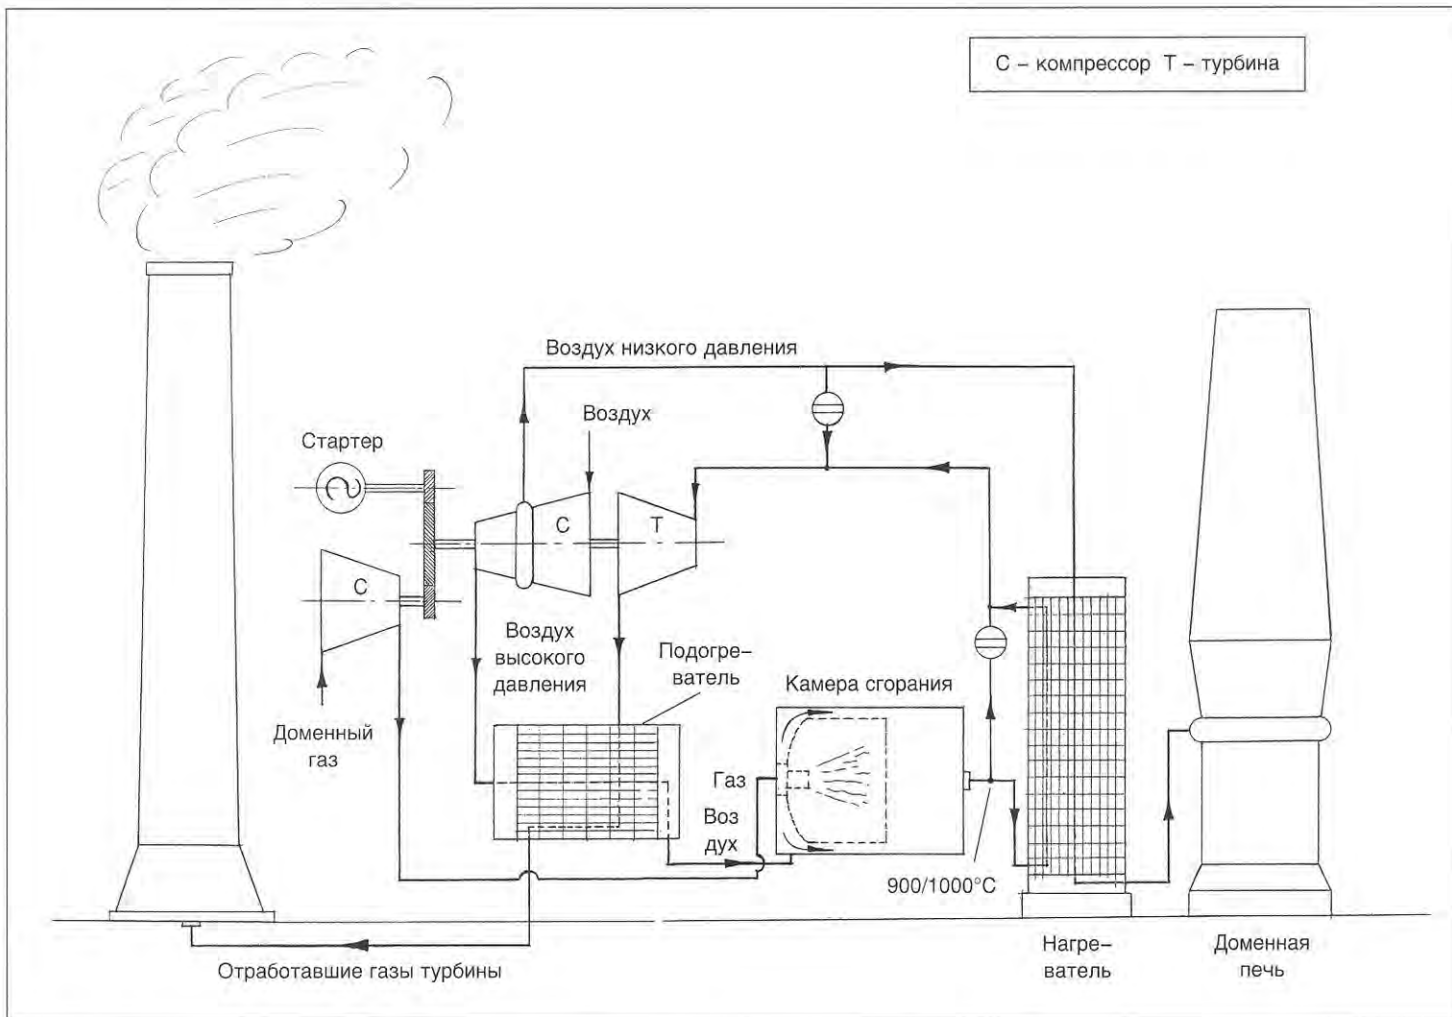 С – компрессор Т – турбина
Воздух низкого давления
Воздух
Стартер
С
Т
С
Воздух
высокого
давления
Подогре–
ватель
Камера сгорания
Доменный
газ
Газ
Воз
дух
900/1000°С
Нагре–
ватель
Доменная
печь
Отработавшие газы турбины